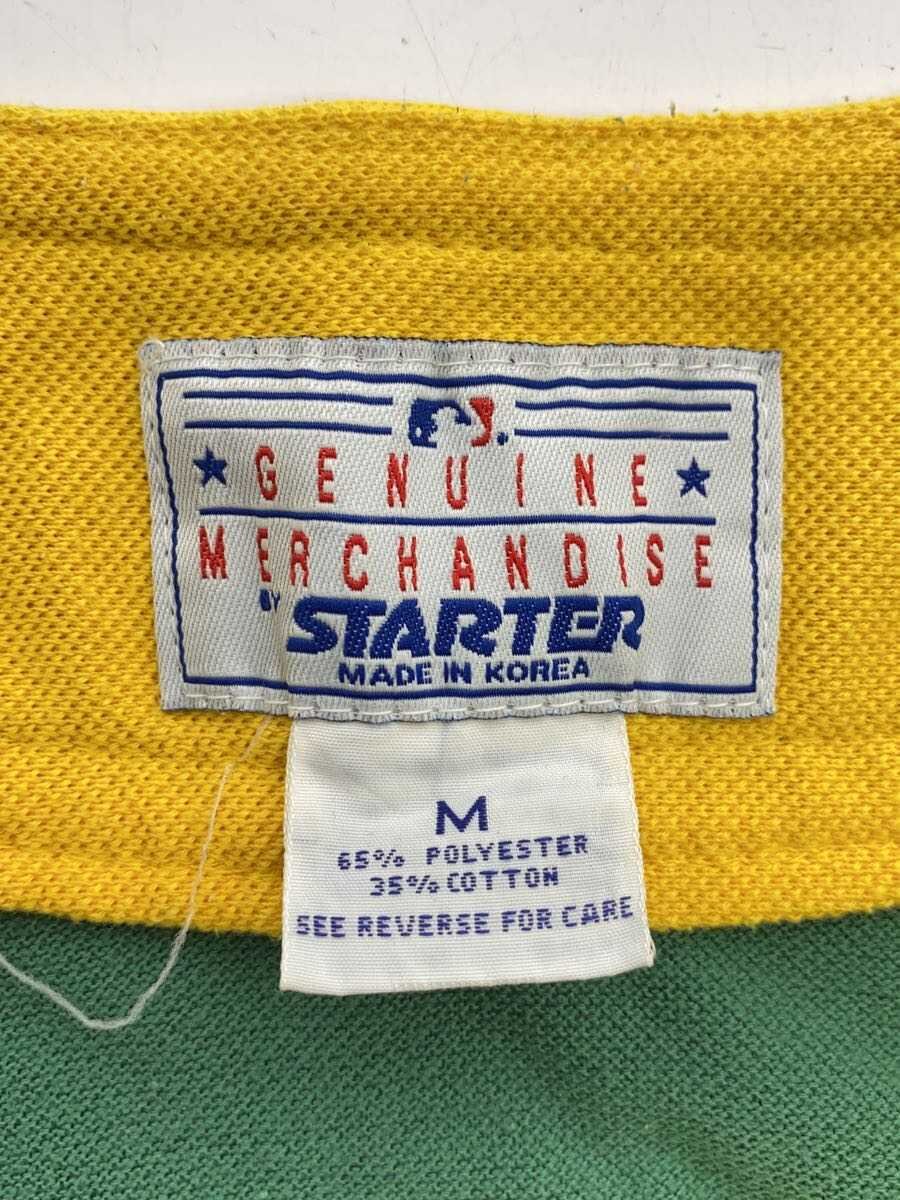 GENUINE
MERCHANDISE
BY STARTER
MADE IN KOREA
M
65% POLYESTER
35% COTTON
SEE REVERSE FOR CARE